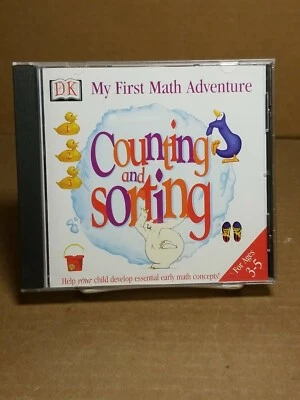 DK
My First Math Adventure
Counting
and
sorting
Help your child develop essential early math concepts!
For Ages
3-5